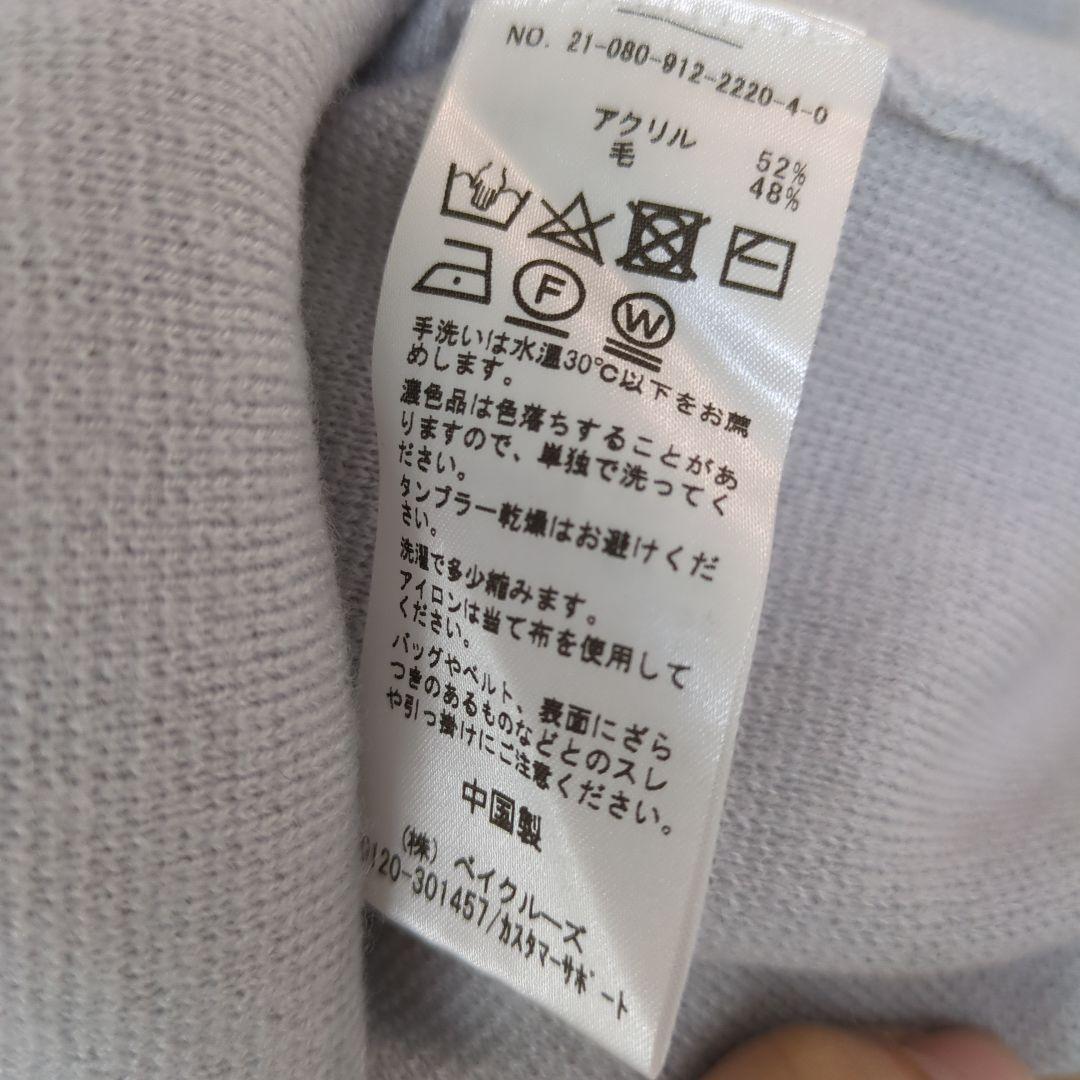 NO. 21-080-912-2220-4-0
アクリル 52%
毛 48%
F W
手洗いは水温30℃以下をお薦
めします。
濃色品は色落ちすることがあ
りますので、単独で洗ってく
ださい。
タンブラー乾燥はお避けくだ
さい。
洗濯で多少縮みます。
アイロンは当て布を使用して
ください。
バッグやベルト、表面にざら
つきのあるものなどとのスレ
や引っ掛けにご注意ください。
中国製
(株) ベイクルーズ
0120-301457/カスタマーサポート